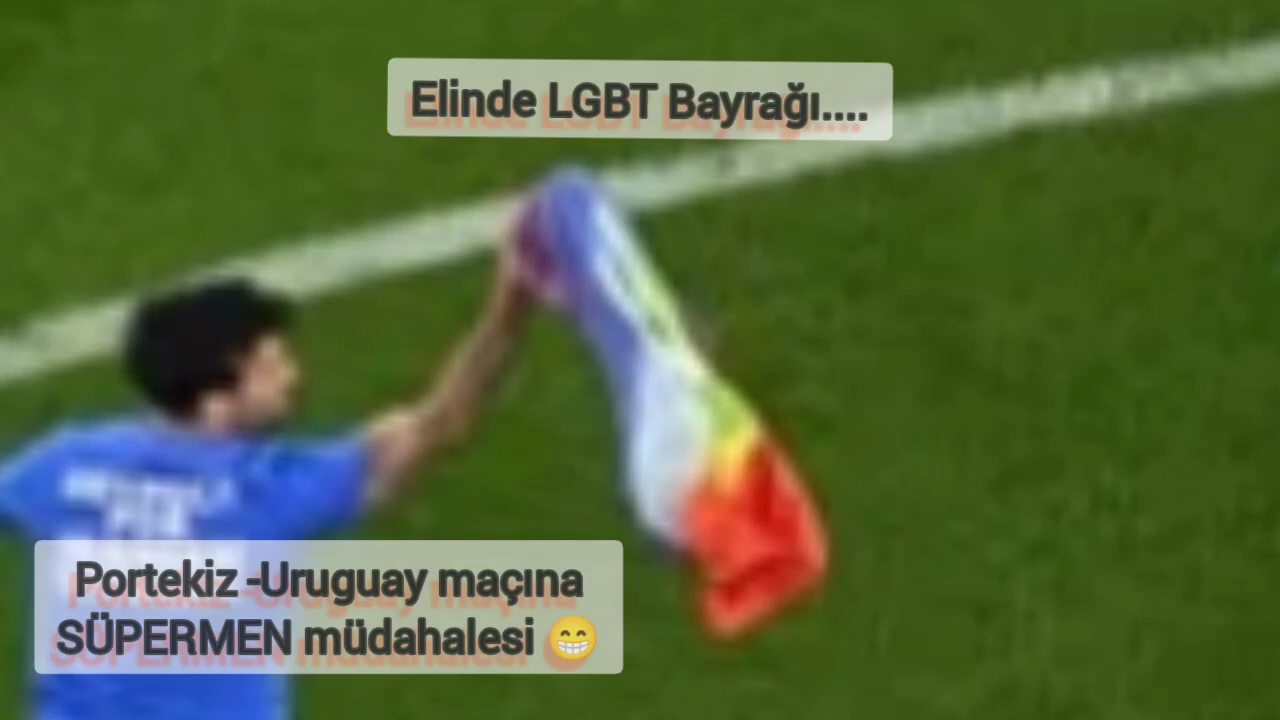 Elinde LGBT Bayrağı....
Portekiz -Uruguay maçına
SÜPERMEN müdahalesi 😁